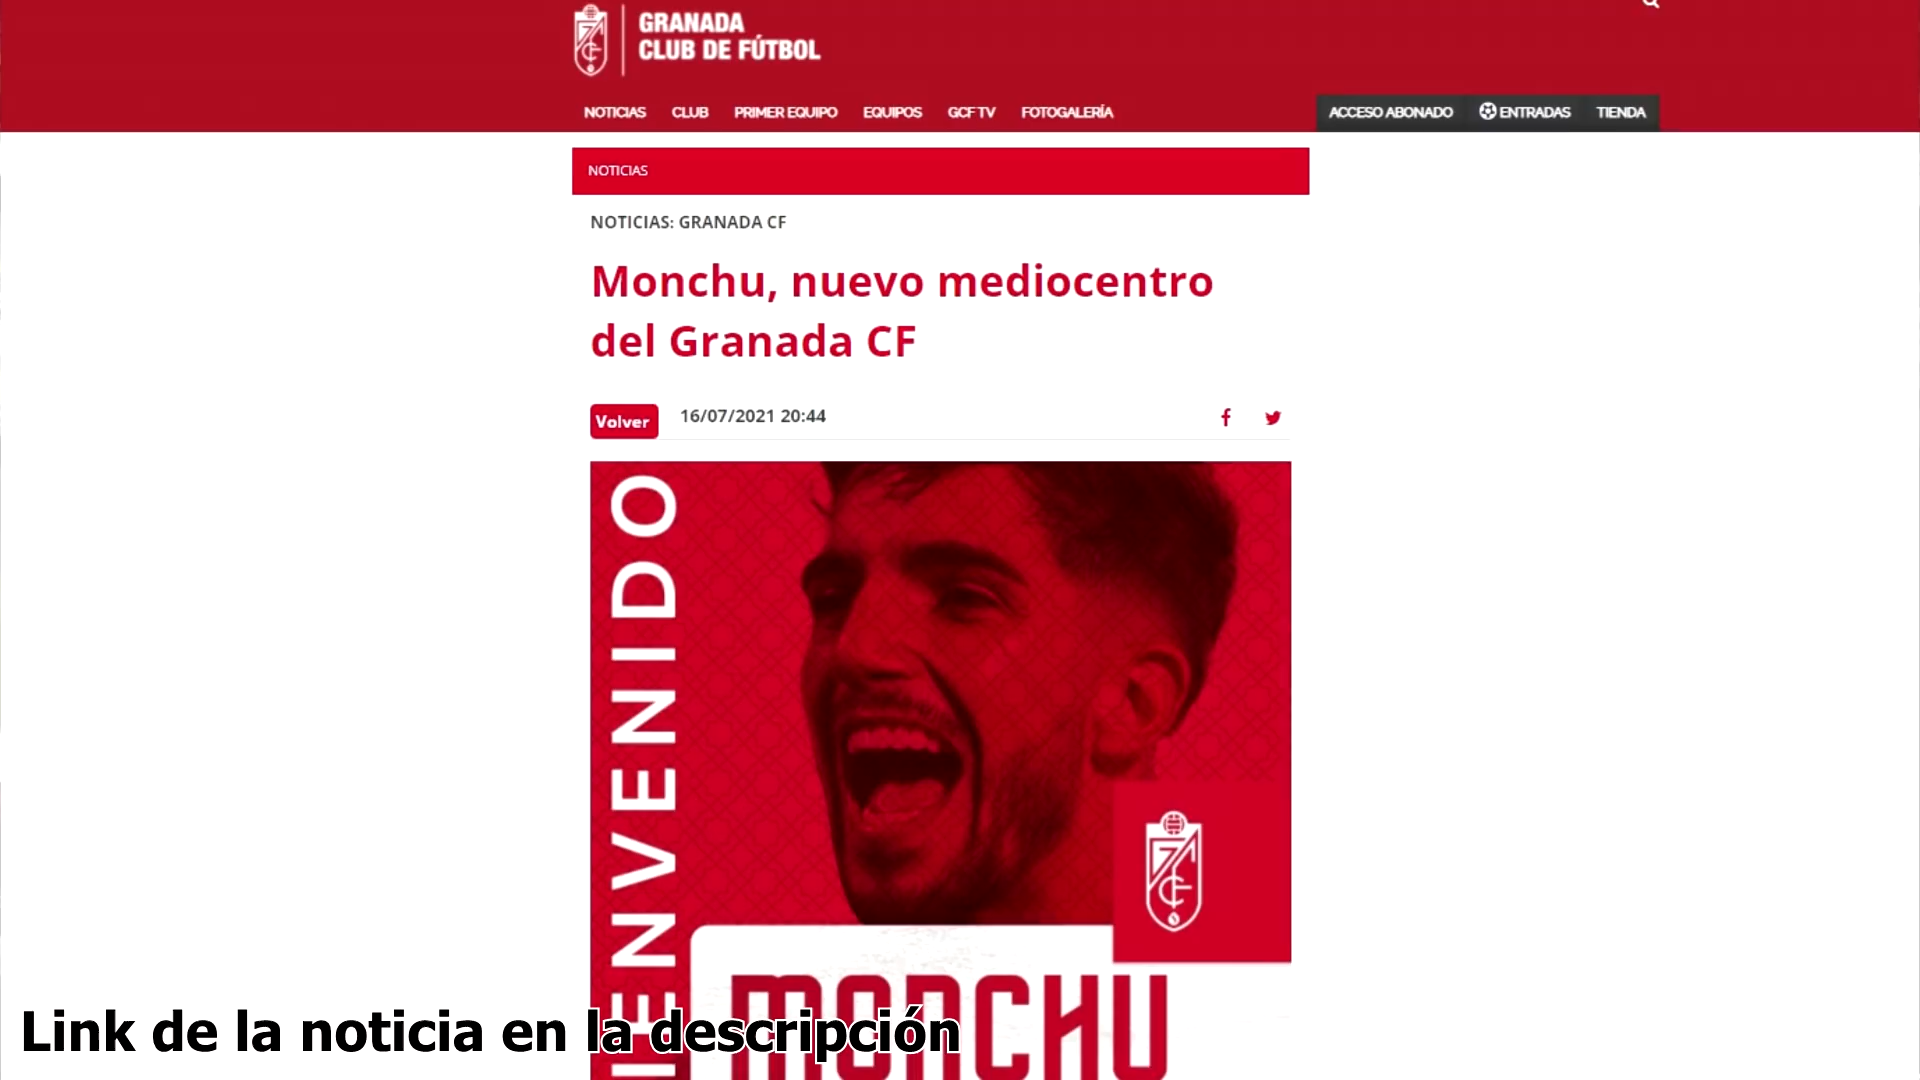 GRANADA
CLUB DE FÚTBOL
NOTICIAS CLUB PRIMER EQUIPO EQUIPOS GCF TV FOTOGALERÍA ACCESO ABONADO ENTRADAS TIENDA
NOTICIAS
NOTICIAS: GRANADA CF
Monchu, nuevo mediocentro
del Granada CF
Volver 16/07/2021 20:44
IENVENIDO
MONCHU
Link de la noticia en la descripción